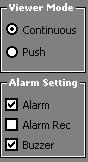 Viewer Mode
Continuous
Push
Alarm Setting
Alarm
Alarm Rec
Buzzer